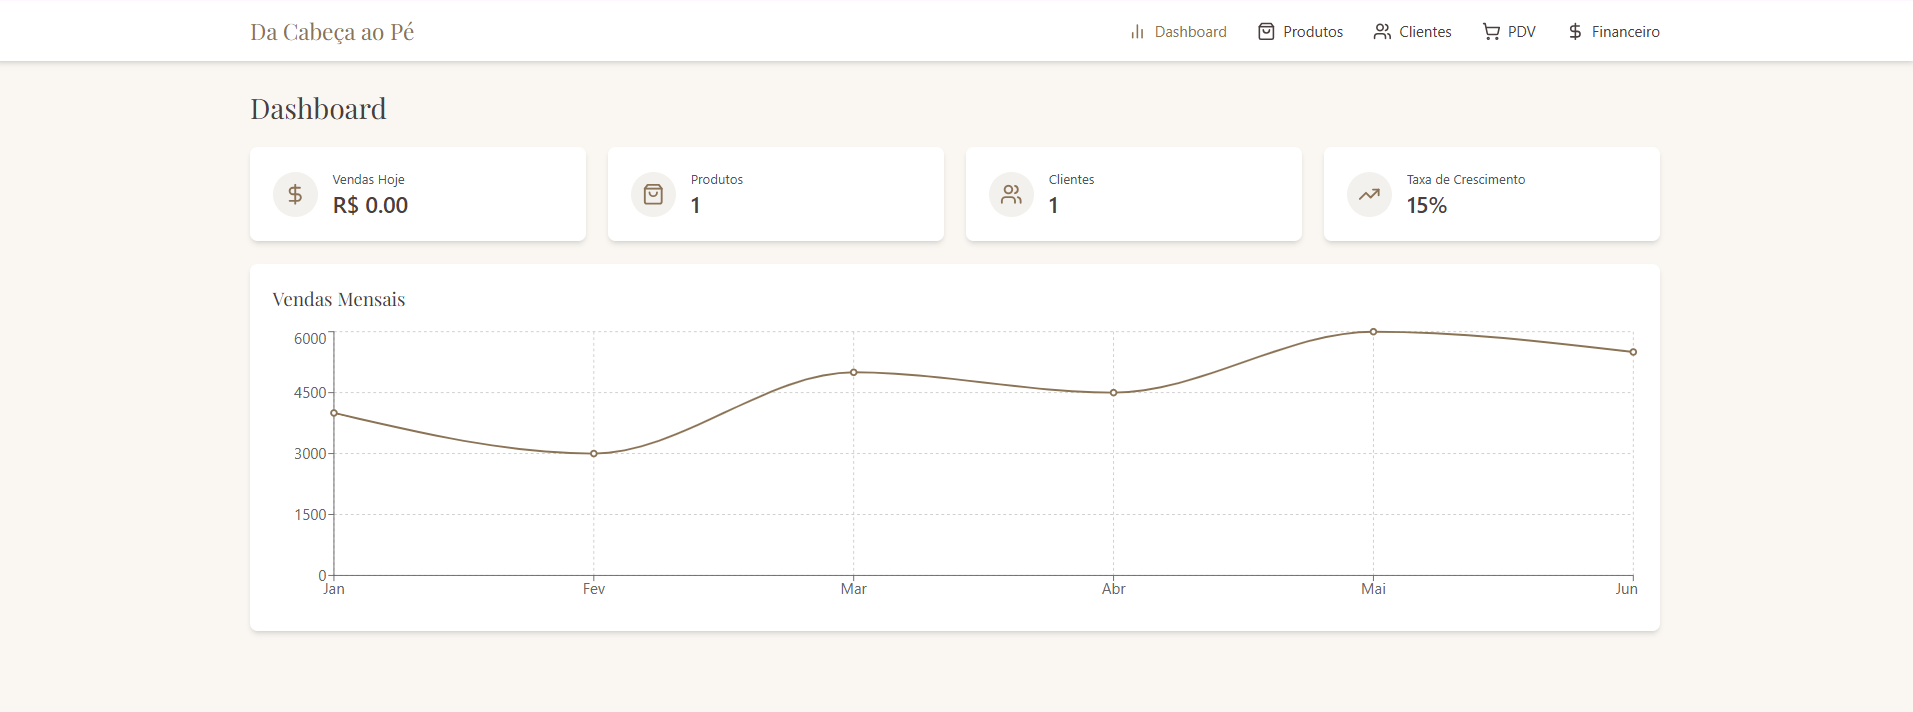 Da Cabeça ao Pé
Dashboard
Produtos
Clientes
PDV
Financeiro
Dashboard
Vendas Hoje
R$ 0.00
Produtos
1
Clientes
1
Taxa de Crescimento
15%
Vendas Mensais
6000
4500
3000
1500
0
Jan
Fev
Mar
Abr
Mai
Jun